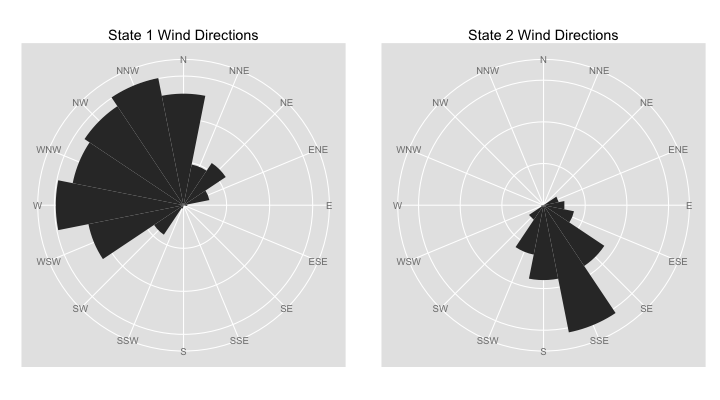 State 1 Wind Directions
N
NNW
NNE
NW
NE
WNW
ENE
W
E
WSW
ESE
SW
SE
SSW
SSE
S
State 2 Wind Directions
N
NNW
NNE
NW
NE
WNW
ENE
W
E
WSW
ESE
SW
SE
SSW
SSE
S